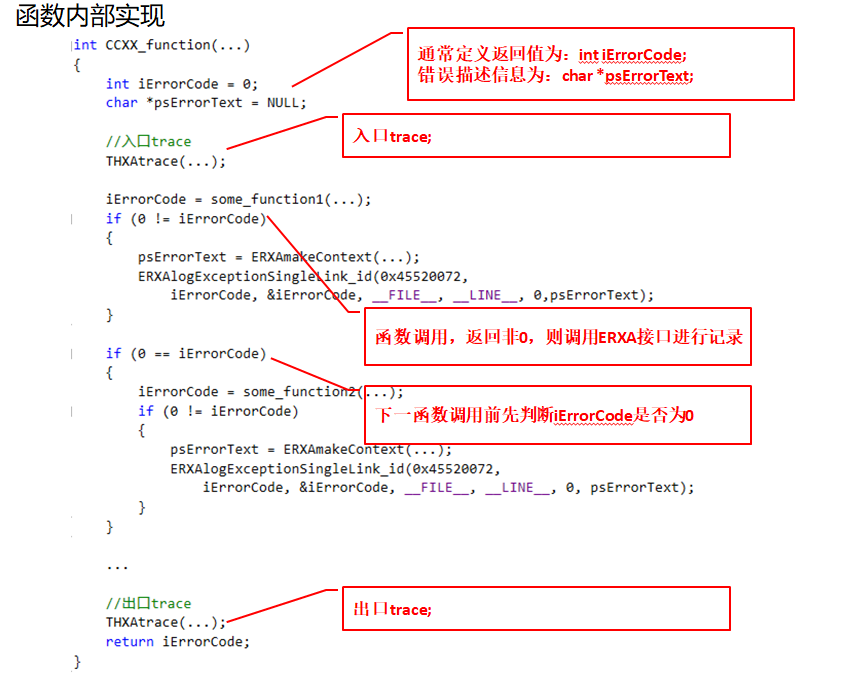 函数内部实现
int CCXX_function(...)
{
int iErrorCode = 0;
char *psErrorText = NULL;
通常定义返回值为：int iErrorCode;
错误描述信息为：char *psErrorText;
//入口trace
THXAtrace(...);
入口trace;
iErrorCode = some_function1(...);
if (0 != iErrorCode)
{
psErrorText = ERXAmakeContext(...);
ERXAlogExceptionSingleLink_id(0x45520072,
iErrorCode, &iErrorCode, __FILE__, __LINE__, 0,psErrorText);
}
函数调用，返回非0，则调用ERXA接口进行记录
if (0 == iErrorCode)
{
iErrorCode = some_function2(...);
if (0 != iErrorCode)
{
下一函数调用前先判断iErrorCode是否为0
psErrorText = ERXAmakeContext(...);
ERXAlogExceptionSingleLink_id(0x45520072,
iErrorCode, &iErrorCode, __FILE__, __LINE__, 0, psErrorText);
}
}
...
//出口trace
THXAtrace(...);
出口trace;
return iErrorCode;
}